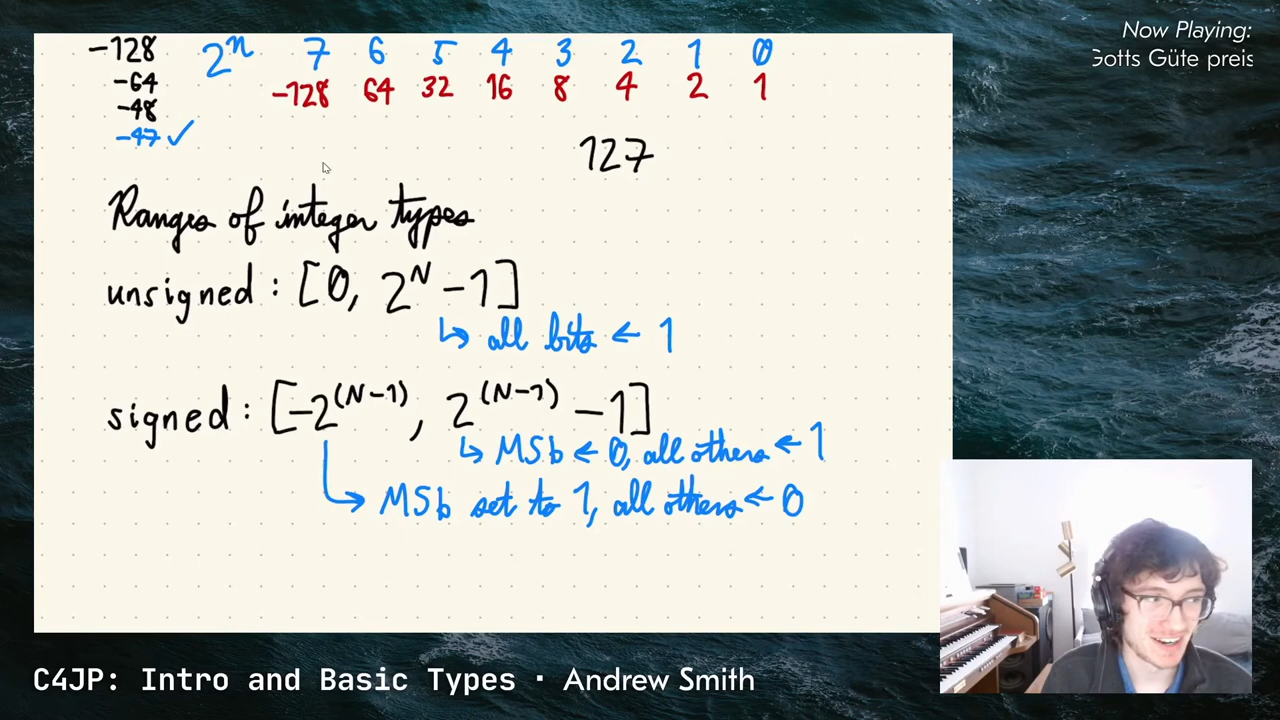 Now Playing:
Gotts Güte preis
-128 2^n 7 6 5 4 3 2 1 0
-64 -128 64 32 16 8 4 2 1
-48
-47 ✓
127
Ranges of integer types
unsigned: [0, 2^N -1]
↳ all bits ← 1
signed: [-2^(N-1), 2^(N-1) -1]
↳ MSb ← 0, all others ← 1
↳ MSb set to 1, all others ← 0
C4JP: Intro and Basic Types · Andrew Smith